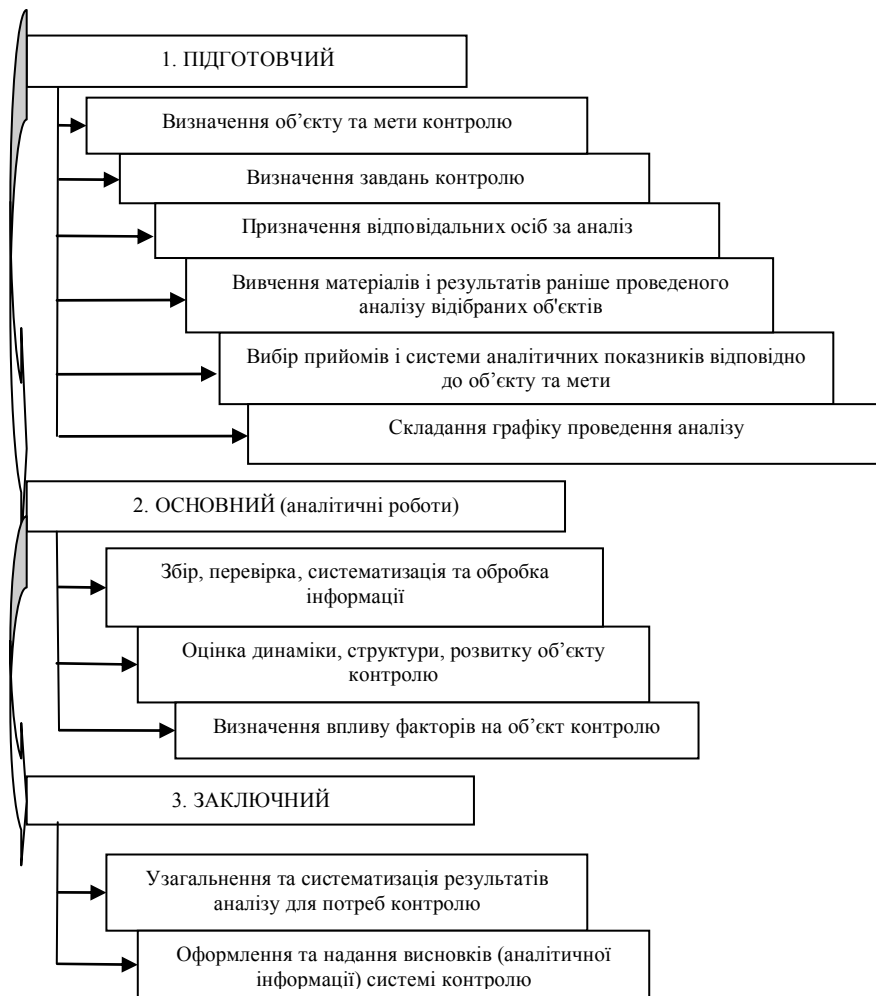 1. ПІДГОТОВЧИЙ
Визначення об’єкту та мети контролю
Визначення завдань контролю
Призначення відповідальних осіб за аналіз
Вивчення матеріалів і результатів раніше проведеного
аналізу відібраних об'єктів
Вибір прийомів і системи аналітичних показників відповідно
до об’єкту та мети
Складання графіку проведення аналізу
2. ОСНОВНИЙ (аналітичні роботи)
Збір, перевірка, систематизація та обробка
інформації
Оцінка динаміки, структури, розвитку об’єкту
контролю
Визначення впливу факторів на об’єкт контролю
3. ЗАКЛЮЧНИЙ
Узагальнення та систематизація результатів
аналізу для потреб контролю
Оформлення та надання висновків (аналітичної
інформації) системі контролю